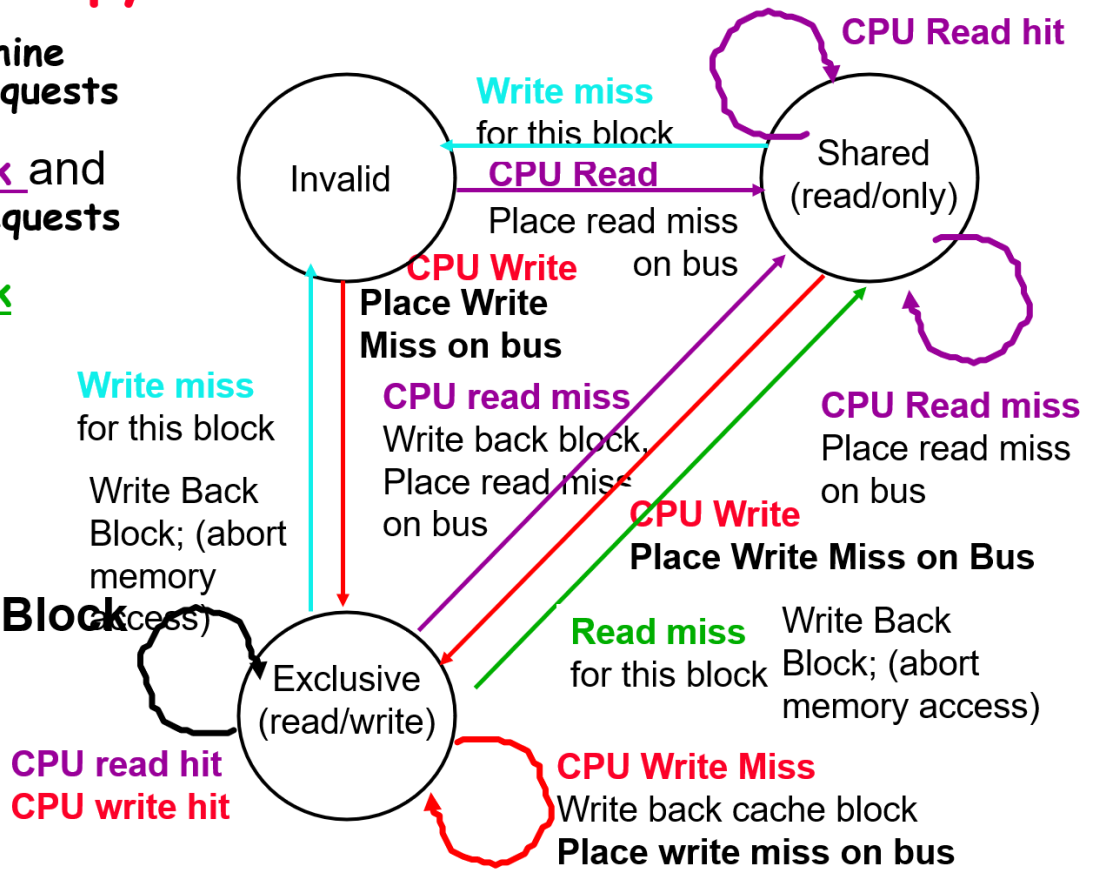 quests
and
quests
Invalid
Write miss
for this block
CPU Read
Place read miss
on bus
CPU Read hit
Shared
(read/only)
CPU Write
Place Write
Miss on bus
Write miss
for this block
Write Back
Block; (abort
memory
access)
CPU read miss
Write back block,
Place read miss
on bus
CPU Read miss
Place read miss
on bus
CPU Write
Place Write Miss on Bus
Block
Read miss
for this block
Write Back
Block; (abort
memory access)
Exclusive
(read/write)
CPU read hit
CPU write hit
CPU Write Miss
Write back cache block
Place write miss on bus